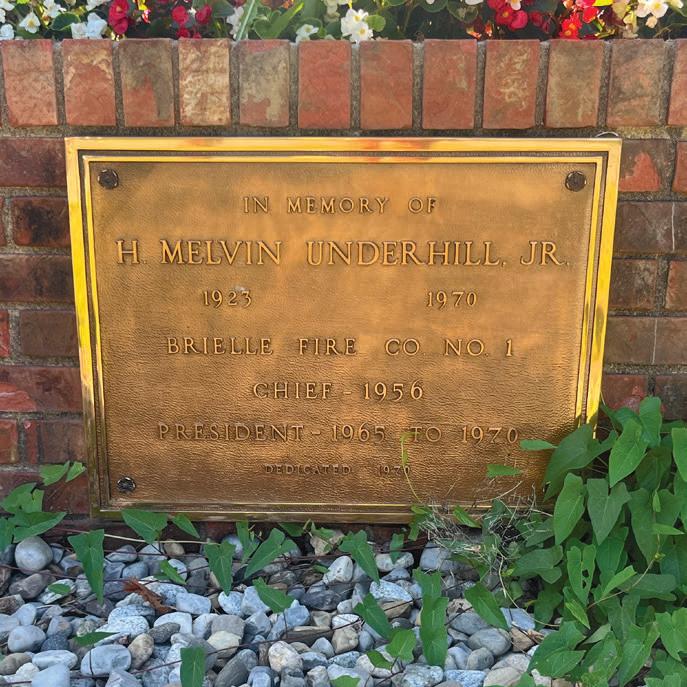 IN MEMORY OF
H. MELVIN UNDERHILL, JR.
1923 1970
BRIELLE FIRE CO. NO. 1
CHIEF - 1956
PRESIDENT - 1965 TO 1970
DEDICATED 1970